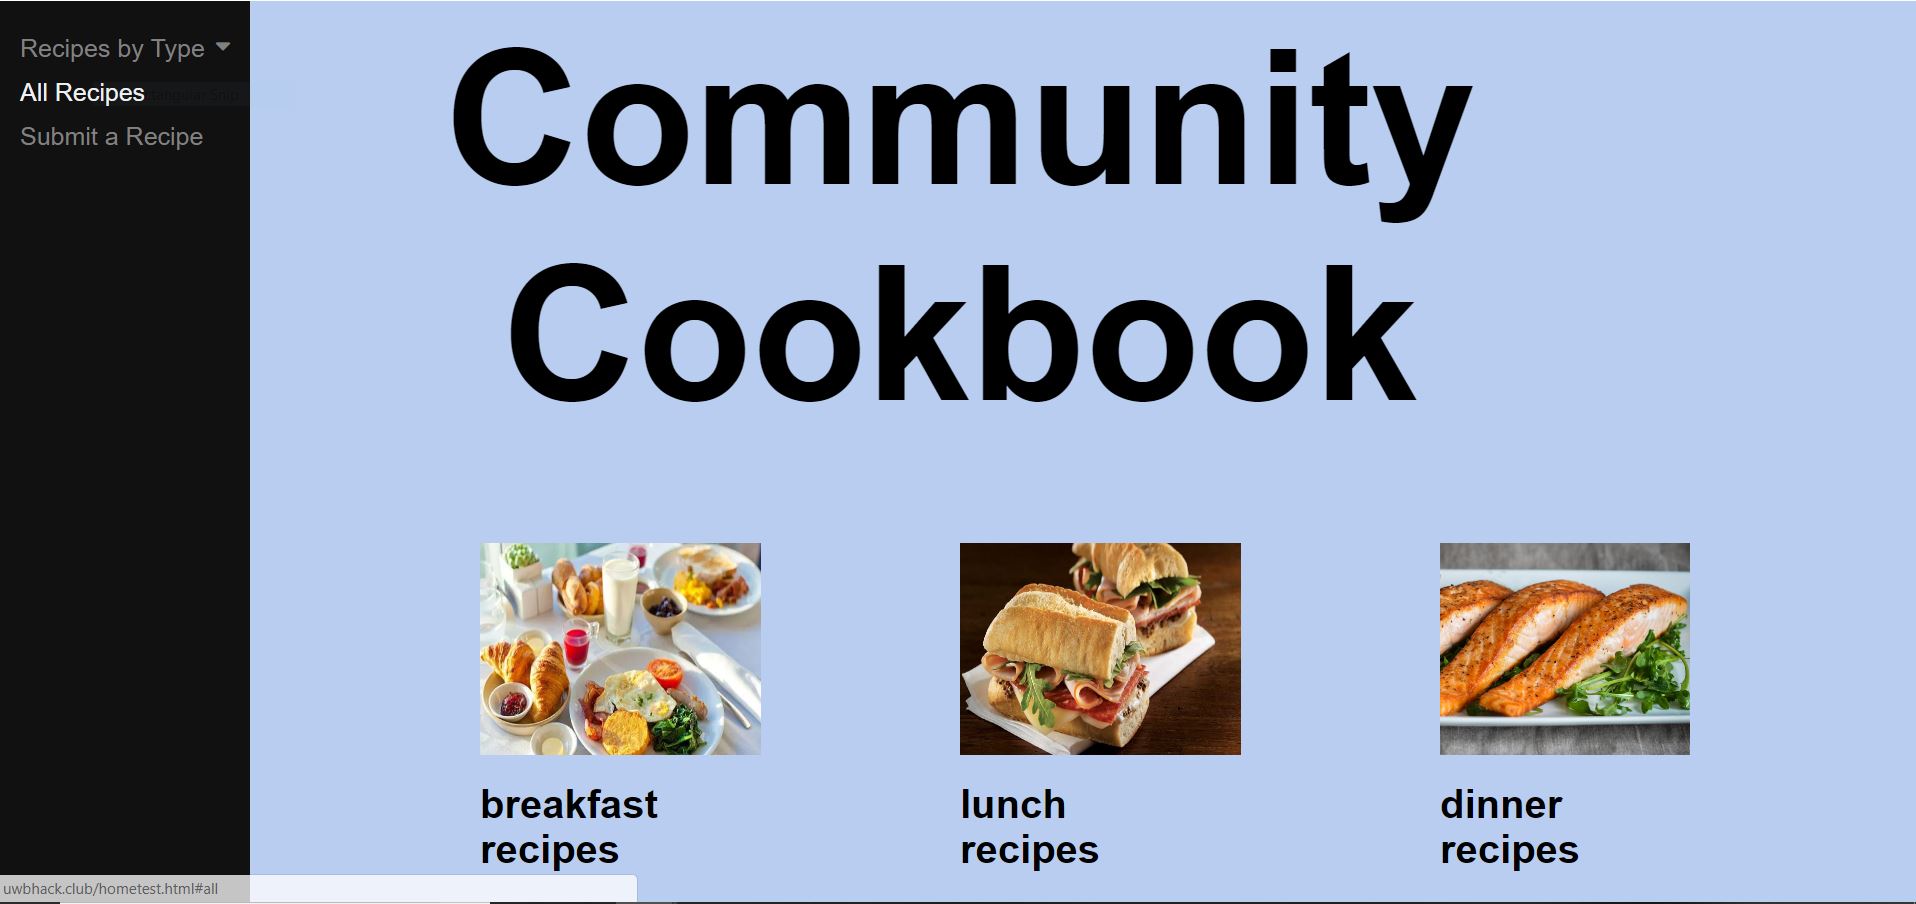 Recipes by Type
All Recipes
Submit a Recipe
Community
Cookbook
breakfast
recipes
lunch
recipes
dinner
recipes
uwbhack.club/hometest.html#all